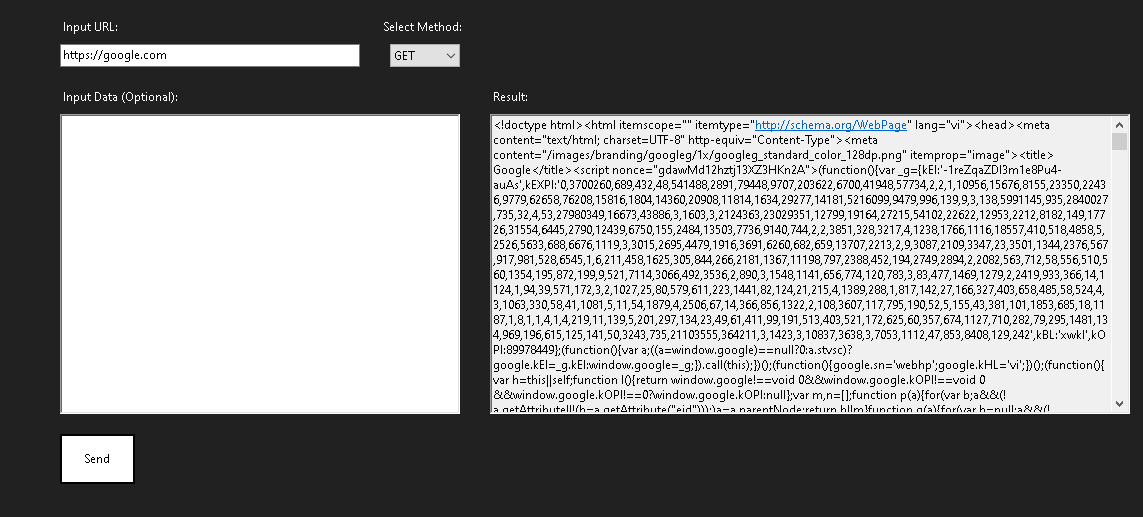 Input URL:
Select Method:
https://google.com
GET
Input Data (Optional):
Result:
<!doctype html><html itemscope="" itemtype="http://schema.org/WebPage" lang="vi"><head><meta
content="text/html; charset=UTF-8" http-equiv="Content-Type"><meta
content="/images/branding/googleg/1x/googleg_standard_color_128dp.png" itemprop="image"><title>
Google</title><script nonce="gdawMd12hztj13XZ3HKn2A">(function(){var _g={kEI:'-1reZqaZDI3m1e8Pu4-
auAs',kEXPI:'0,3700260,689,432,48,541488,2891,79448,9707,203622,6700,41948,57734,2,2,1,10956,15676,8155,23350,2243
6,9779,62658,76208,15816,1804,14360,20908,11814,1634,29277,14181,5216099,9479,996,139,9,3,138,5991145,935,2840027
,735,32,4,53,27980349,16673,43886,3,1603,3,2124363,23029351,12799,19164,27215,54102,22622,12953,2212,8182,149,177
26,31554,6445,2790,12439,6750,155,2484,13503,7736,9140,744,2,2,3851,328,3217,4,1238,1766,1116,18557,410,518,4858,5
,2526,5633,688,6676,1119,3,3015,2695,4479,1916,3691,6260,682,659,13707,2213,2,9,3087,2109,3347,23,3501,1344,2376,567
,917,981,528,6545,1,6,211,458,1625,305,844,266,2181,1367,11198,797,2388,452,194,2749,2894,2,2082,563,712,58,556,510,5
60,1354,195,872,199,9,521,7114,3066,492,3536,2,890,3,1548,1141,656,774,120,783,3,83,477,1469,1279,2,2419,933,366,14,1
124,1,94,39,571,172,3,2,1027,25,80,579,611,223,1441,82,124,21,215,4,1389,288,1,817,142,27,166,327,403,658,485,58,524,4
,3,1063,330,58,41,1081,5,11,54,1879,4,2506,67,14,366,856,1322,2,108,3607,117,795,190,52,5,155,43,381,101,1853,685,18,11
87,1,8,1,1,4,1,4,219,11,139,5,201,297,134,23,49,61,411,99,191,513,403,521,172,625,60,357,674,1127,710,282,79,295,1481,13
4,969,196,615,125,141,50,3243,735,21103555,364211,3,1423,3,10837,3638,3,7053,1112,47,853,8408,129,242',kBL:'xwkI',kO
PI:89978449};(function(){var a;((a=window.google)==null?0:a.stvsc)?
google.kEI=_g.kEI:window.google=_g;}).call(this);})();(function(){google.sn='webhp';google.kHL='vi';})();(function(){
var h=this||self;function l(){return window.google!==void 0&&window.google.kOPI!==void 0
&&window.google.kOPI!==0?window.google.kOPI:null};var m,n=[];function p(a){for(var b;a&&(!
a.getAttribute||!(b=a.getAttribute("eid")));)a=a.parentNode;return b||m}function q(a){for(var b=null;a&&(!
Send